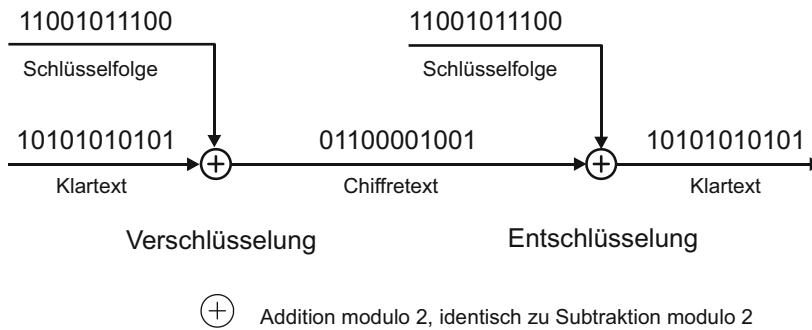 11001011100
11001011100
Schlüsselfolge
Schlüsselfolge
10101010101
01100001001
10101010101
Klartext
Chiffretext
Klartext
Verschlüsselung
Entschlüsselung
Addition modulo 2, identisch zu Subtraktion modulo 2